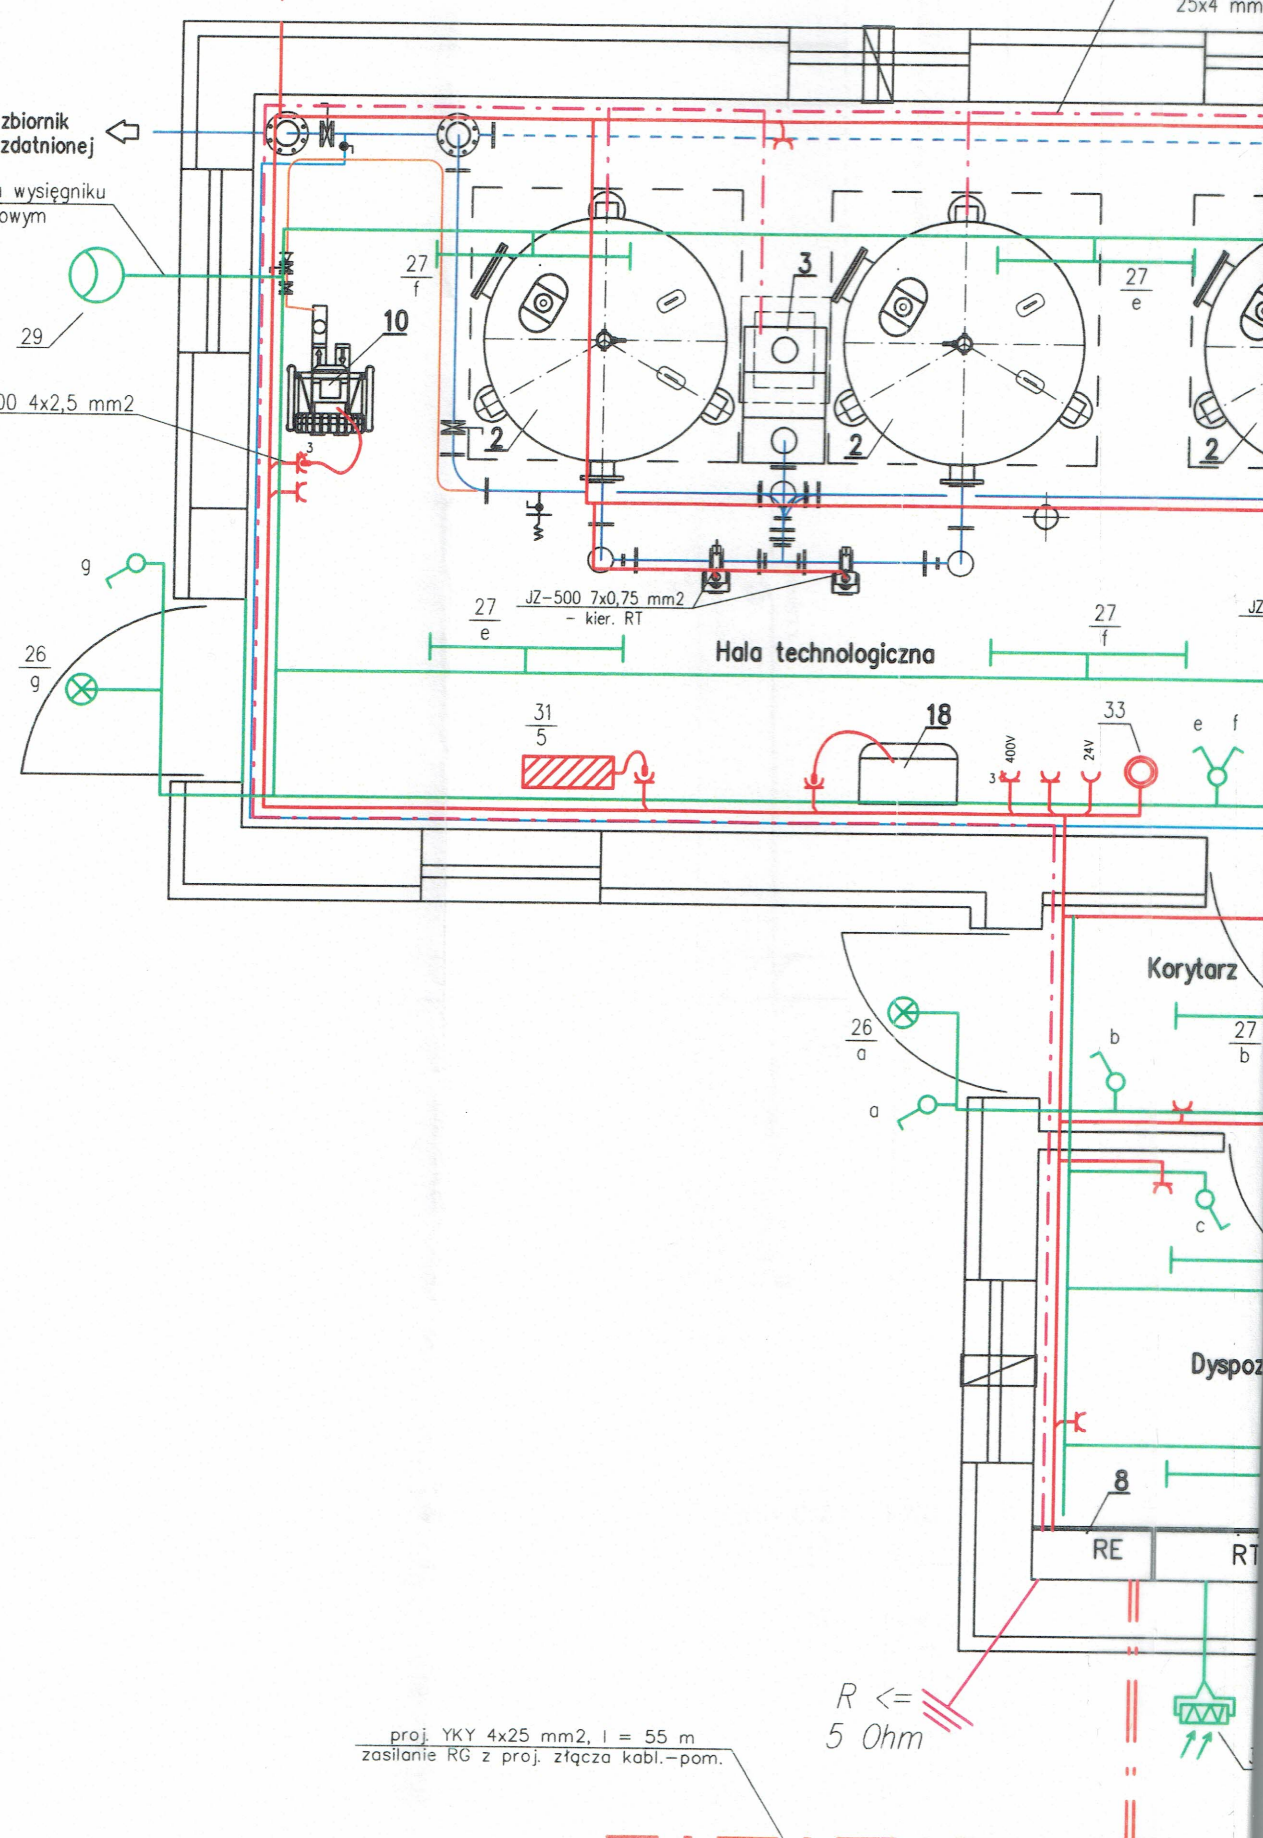 25x4 mm
zbiornik
zdatnionej
wysięgniku
owym
27
f
3
27
e
29
10
00 4x2,5 mm2
2
2
2
3
g
JZ-500 7x0,75 mm2
- kier. RT
27
e
27
f
JZ
26
g
Hala technologiczna
31
5
18
33
e f
3 400V
24V
Korytarz
26
a
27
b
b
a
c
Dyspoz
8
RE
RT
R <=
5 Ohm
proj. YKY 4x25 mm2, l = 55 m
zasilanie RG z proj. złącza kabl.-pom.